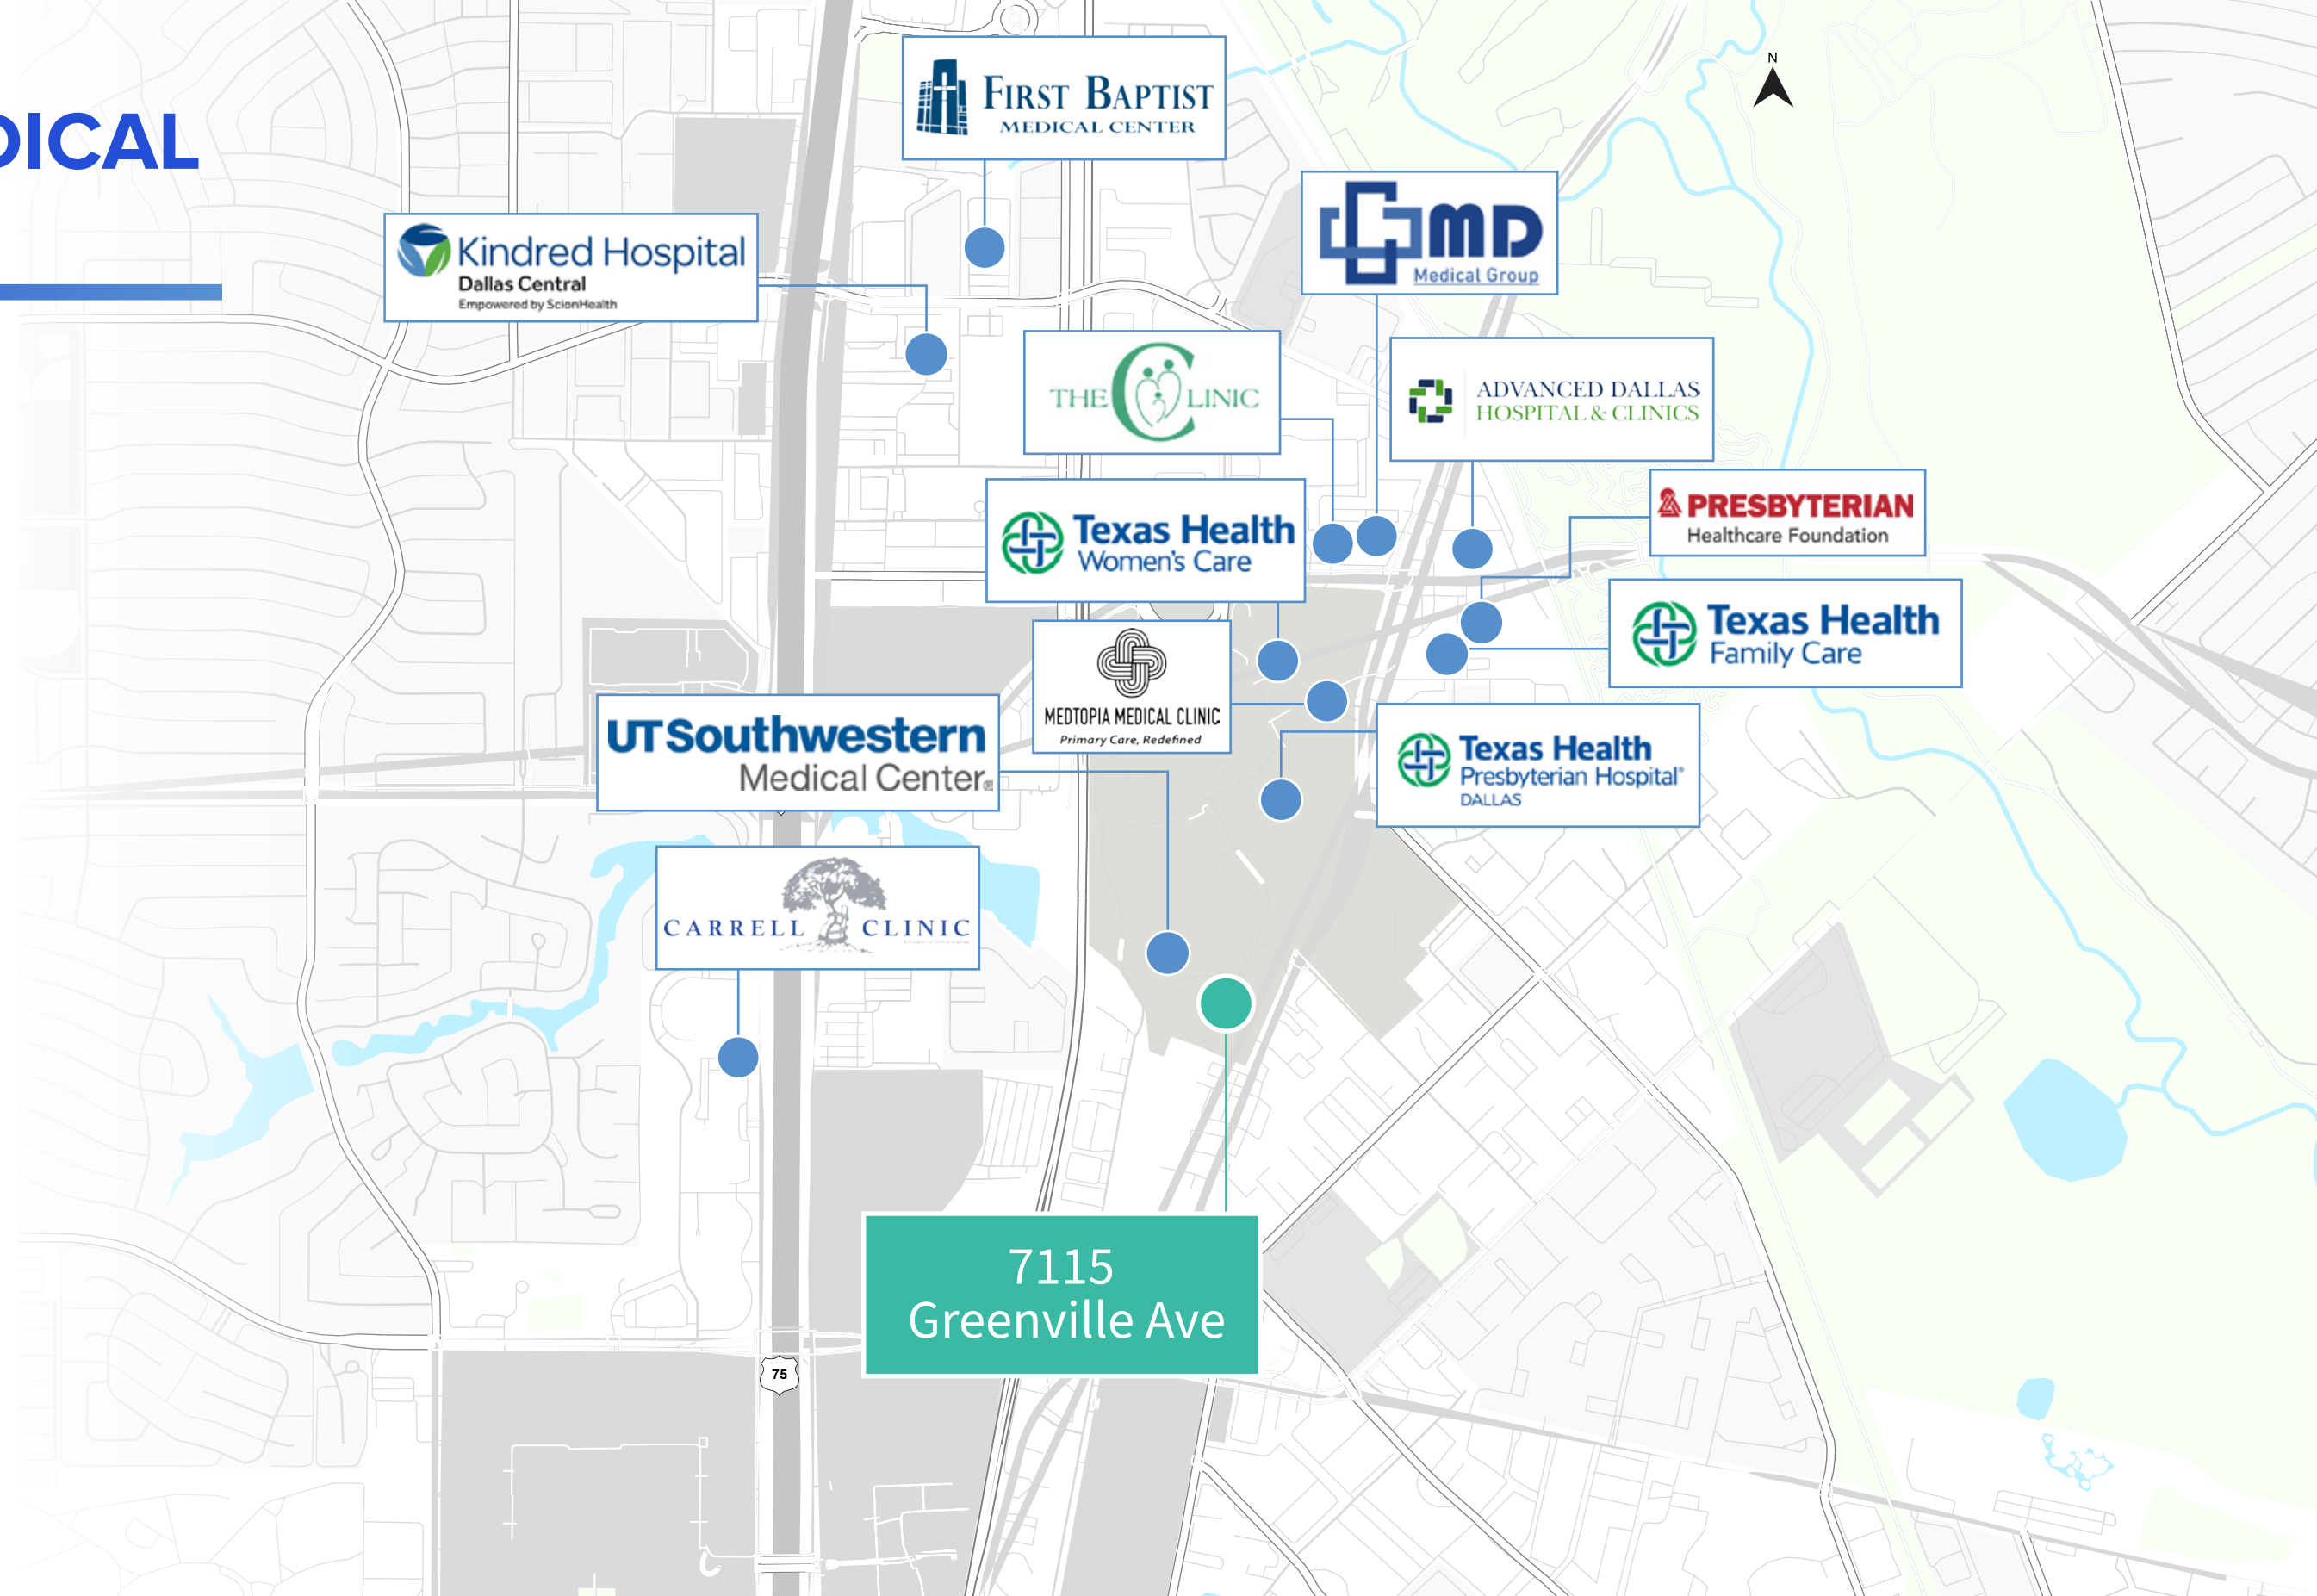 DICAL
N
FIRST BAPTIST
MEDICAL CENTER
Kindred Hospital
Dallas Central
Empowered by ScionHealth
MD
Medical Group
THE CLINIC
ADVANCED DALLAS
HOSPITAL & CLINICS
PRESBYTERIAN
Healthcare Foundation
Texas Health
Women's Care
Texas Health
Family Care
MEDTOPIA MEDICAL CLINIC
Primary Care, Redefined
UTSouthwestern
Medical Center®
Texas Health
Presbyterian Hospital®
DALLAS
CARRELL CLINIC
7115
Greenville Ave
75